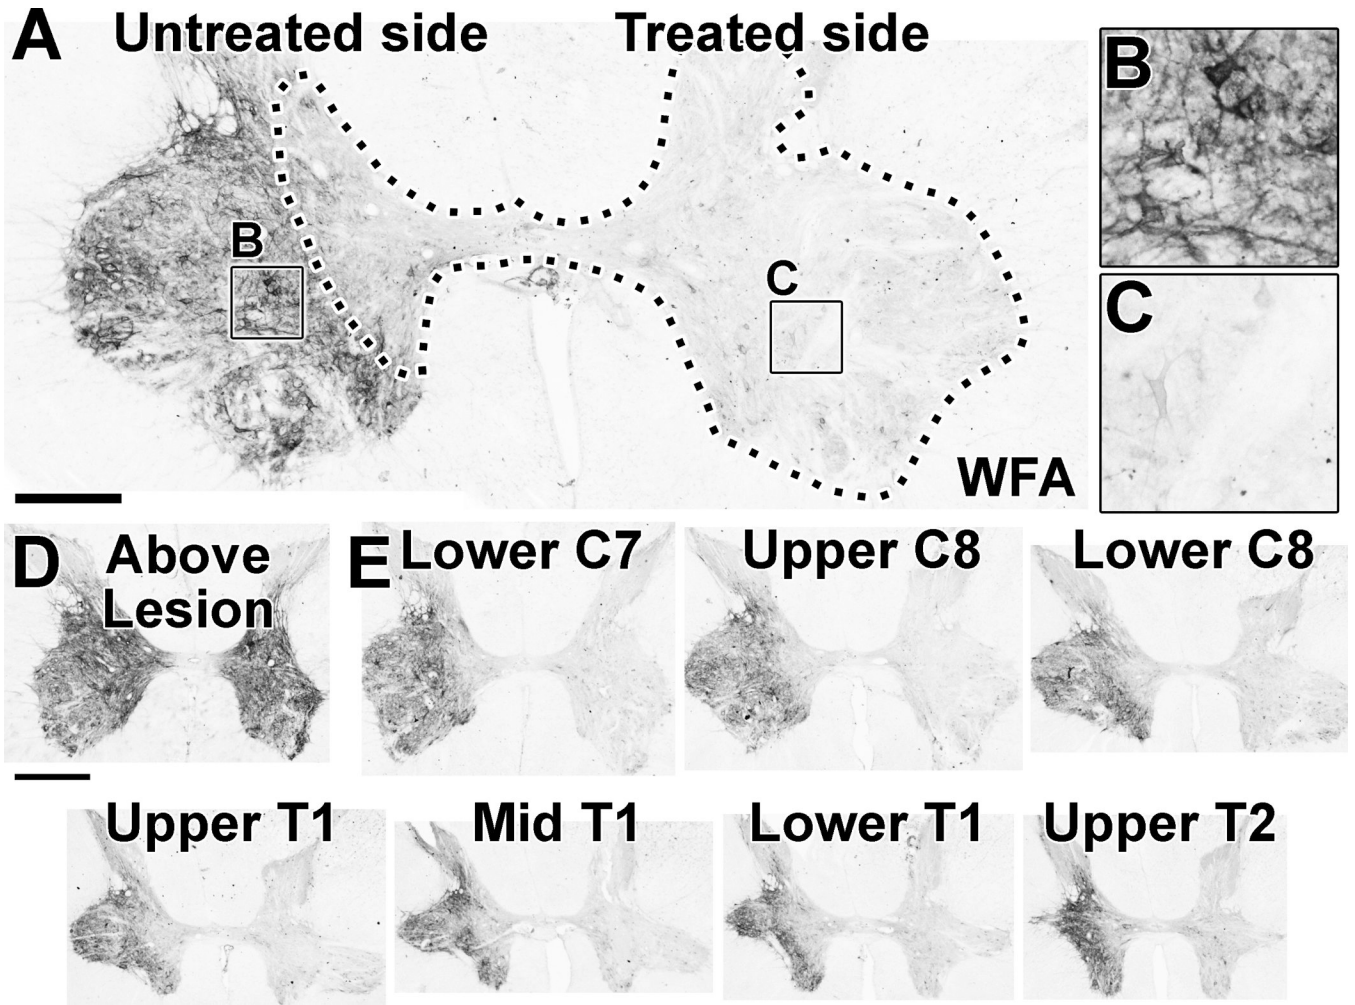 A Untreated side Treated side
B
B
C
C
WFA
D Above Lesion
E Lower C7 Upper C8 Lower C8
Upper T1 Mid T1 Lower T1 Upper T2